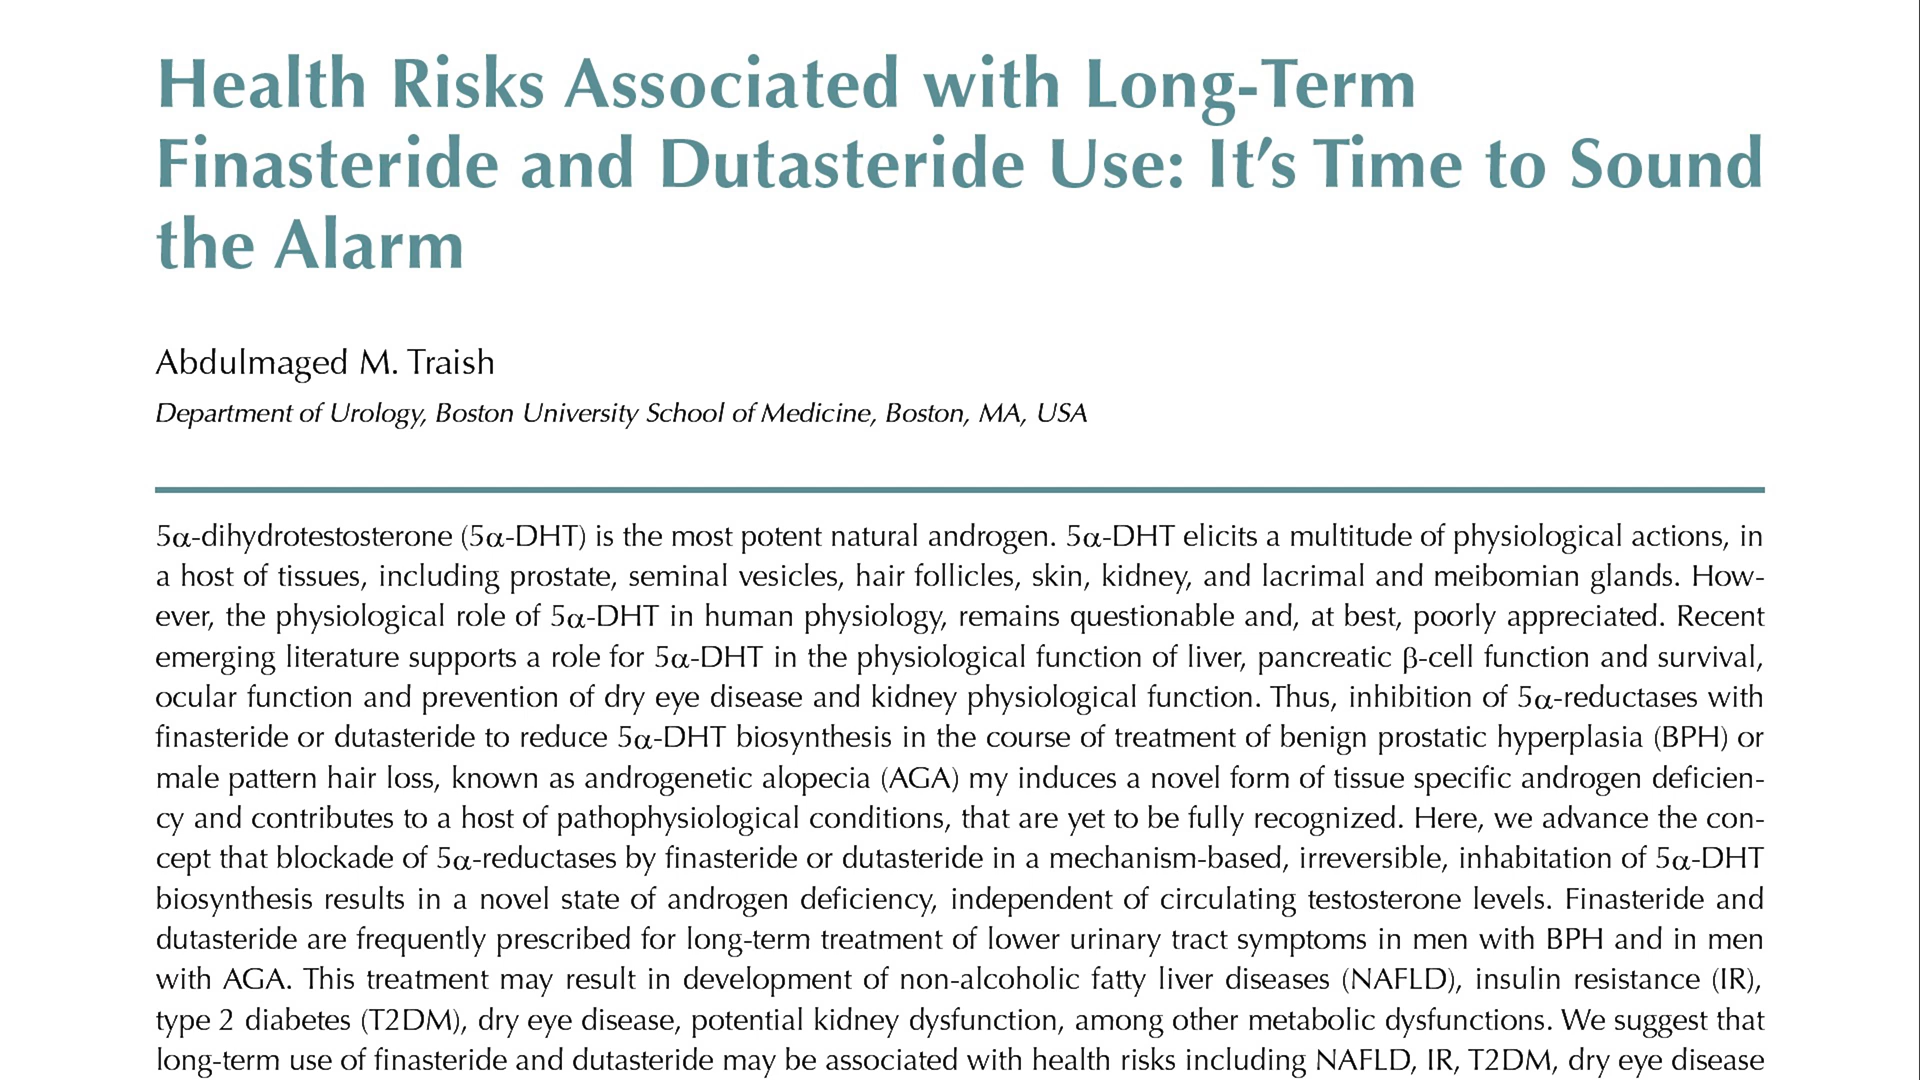 Health Risks Associated with Long-Term
Finasteride and Dutasteride Use: It’s Time to Sound
the Alarm
Abdulmaged M. Traish
Department of Urology, Boston University School of Medicine, Boston, MA, USA
5α-dihydrotestosterone (5α-DHT) is the most potent natural androgen. 5α-DHT elicits a multitude of physiological actions, in
a host of tissues, including prostate, seminal vesicles, hair follicles, skin, kidney, and lacrimal and meibomian glands. How-
ever, the physiological role of 5α-DHT in human physiology, remains questionable and, at best, poorly appreciated. Recent
emerging literature supports a role for 5α-DHT in the physiological function of liver, pancreatic β-cell function and survival,
ocular function and prevention of dry eye disease and kidney physiological function. Thus, inhibition of 5α-reductases with
finasteride or dutasteride to reduce 5α-DHT biosynthesis in the course of treatment of benign prostatic hyperplasia (BPH) or
male pattern hair loss, known as androgenetic alopecia (AGA) my induces a novel form of tissue specific androgen deficien-
cy and contributes to a host of pathophysiological conditions, that are yet to be fully recognized. Here, we advance the con-
cept that blockade of 5α-reductases by finasteride or dutasteride in a mechanism-based, irreversible, inhabitation of 5α-DHT
biosynthesis results in a novel state of androgen deficiency, independent of circulating testosterone levels. Finasteride and
dutasteride are frequently prescribed for long-term treatment of lower urinary tract symptoms in men with BPH and in men
with AGA. This treatment may result in development of non-alcoholic fatty liver diseases (NAFLD), insulin resistance (IR),
type 2 diabetes (T2DM), dry eye disease, potential kidney dysfunction, among other metabolic dysfunctions. We suggest that
long-term use of finasteride and dutasteride may be associated with health risks including NAFLD, IR, T2DM, dry eye disease